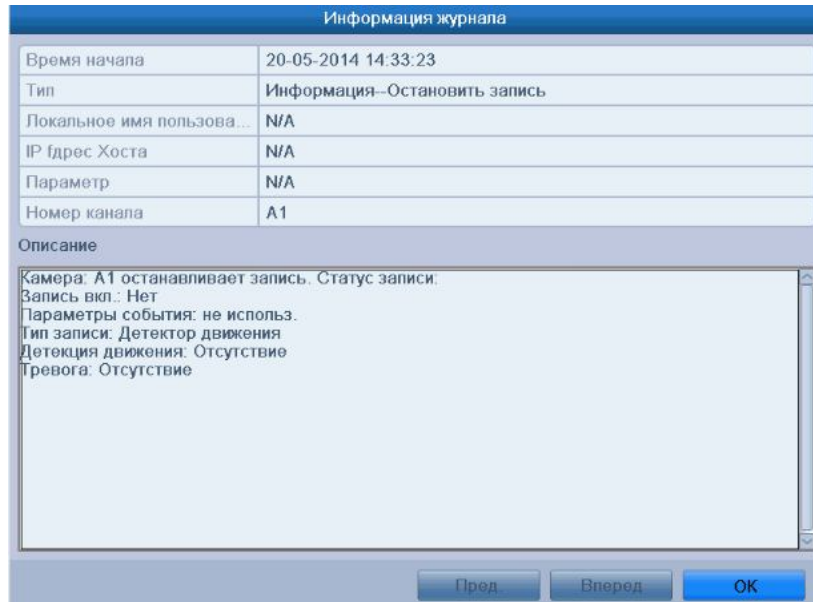 Информация журнала
Время начала 20-05-2014 14:33:23
Тип Информация--Остановить запись
Локальное имя пользова... N/A
IP fдрес Хоста N/A
Параметр N/A
Номер канала A1
Описание
Камера: A1 останавливает запись. Статус записи:
Запись вкл.: Нет
Параметры события: не использ.
Тип записи: Детектор движения
Детекция движения: Отсутствие
Тревога: Отсутствие
Пред. Вперед OK